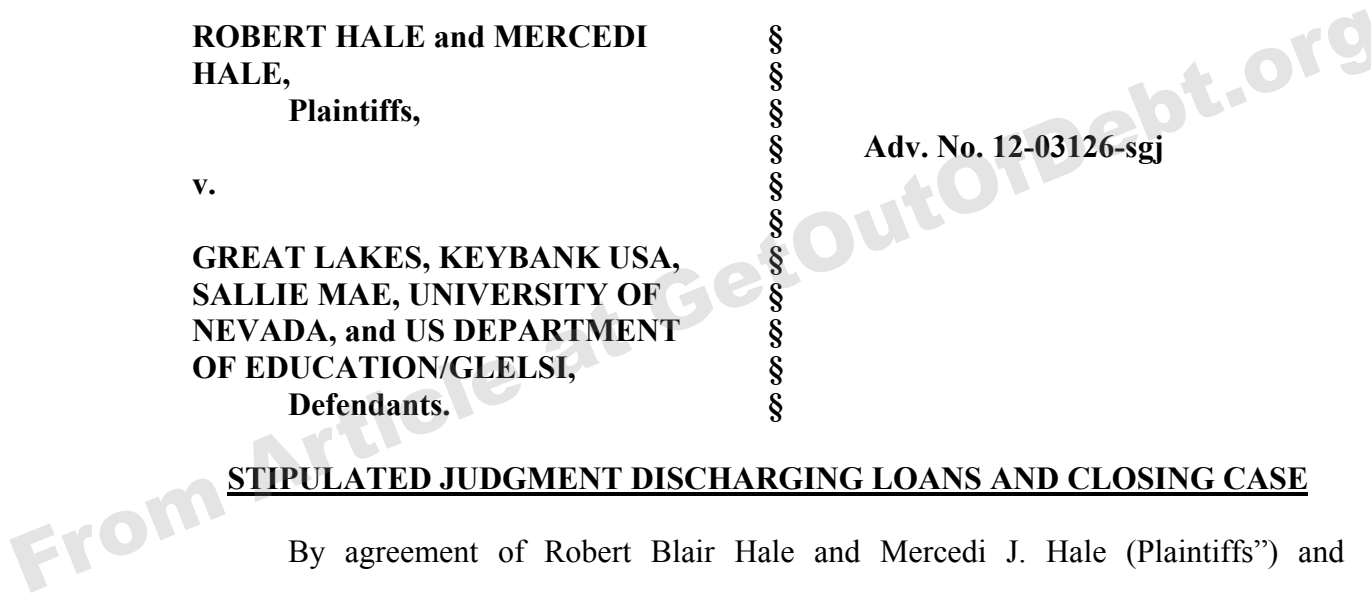 ROBERT HALE and MERCEDI §
HALE, §
Plaintiffs, §
§ Adv. No. 12-03126-sgj
v. §
§
GREAT LAKES, KEYBANK USA, §
SALLIE MAE, UNIVERSITY OF §
NEVADA, and US DEPARTMENT §
OF EDUCATION/GLELSI, §
Defendants. §
STIPULATED JUDGMENT DISCHARGING LOANS AND CLOSING CASE
By agreement of Robert Blair Hale and Mercedi J. Hale (Plaintiffs”) and
From Article at GetOutOfDebt.org